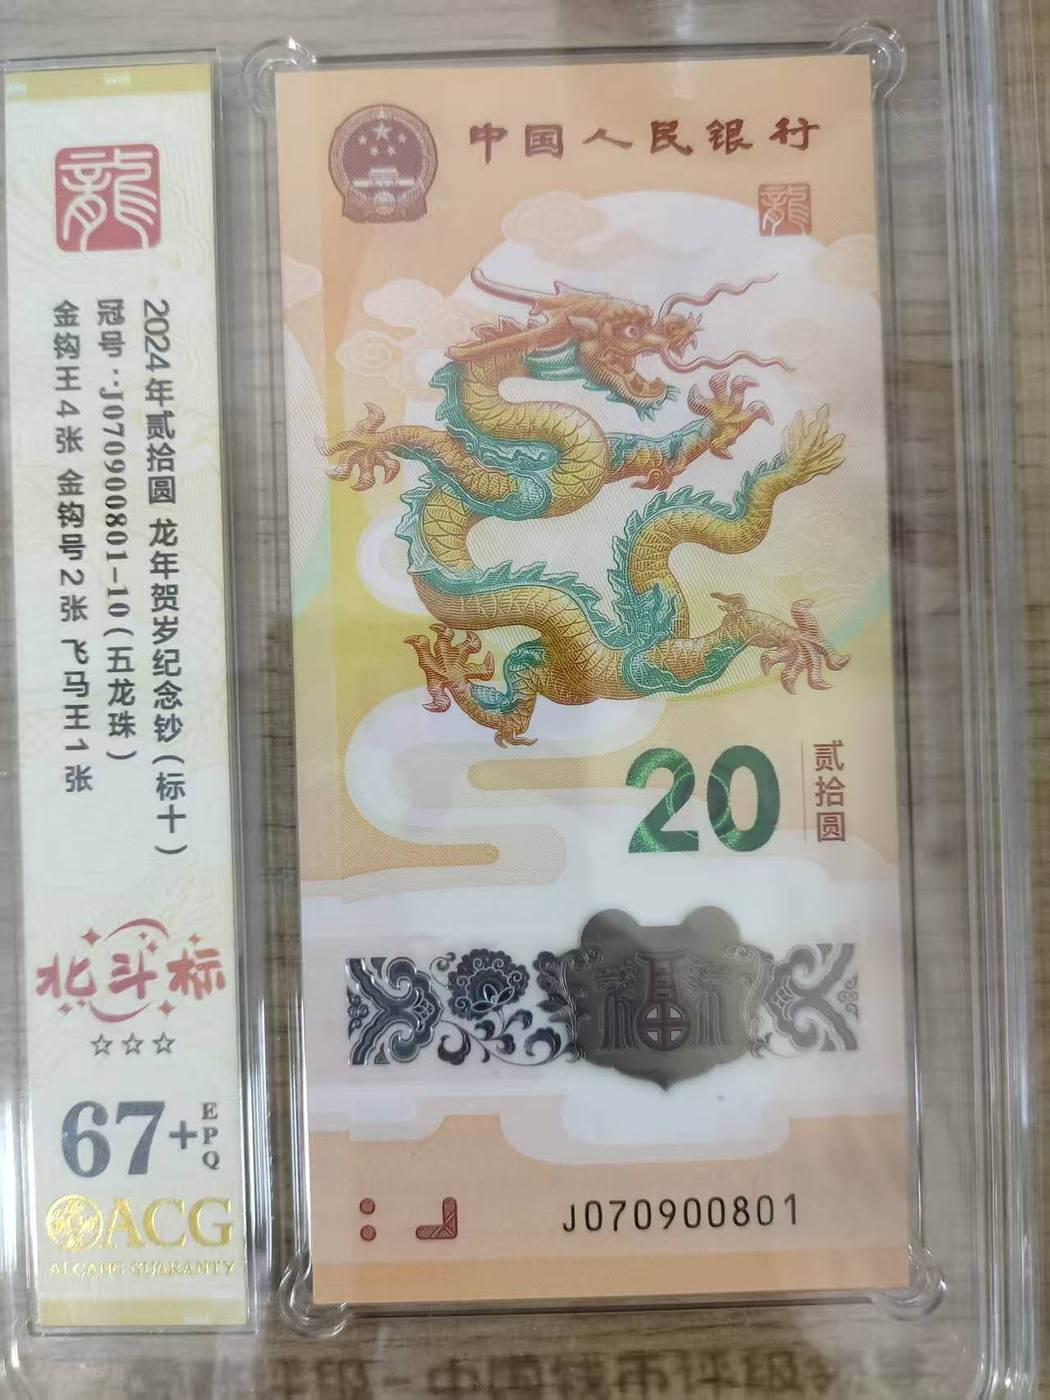 龍
2024年贰拾圆 龙年贺岁纪念钞（标十）
冠号：J070900801-10（五龙珠）
金钩王4张 金钩号2张 飞马王1张
北斗标
67+
EPQ
ACG
AI CANG GUARANTY
中国人民银行
龍
20
贰拾圆
福
J070900801